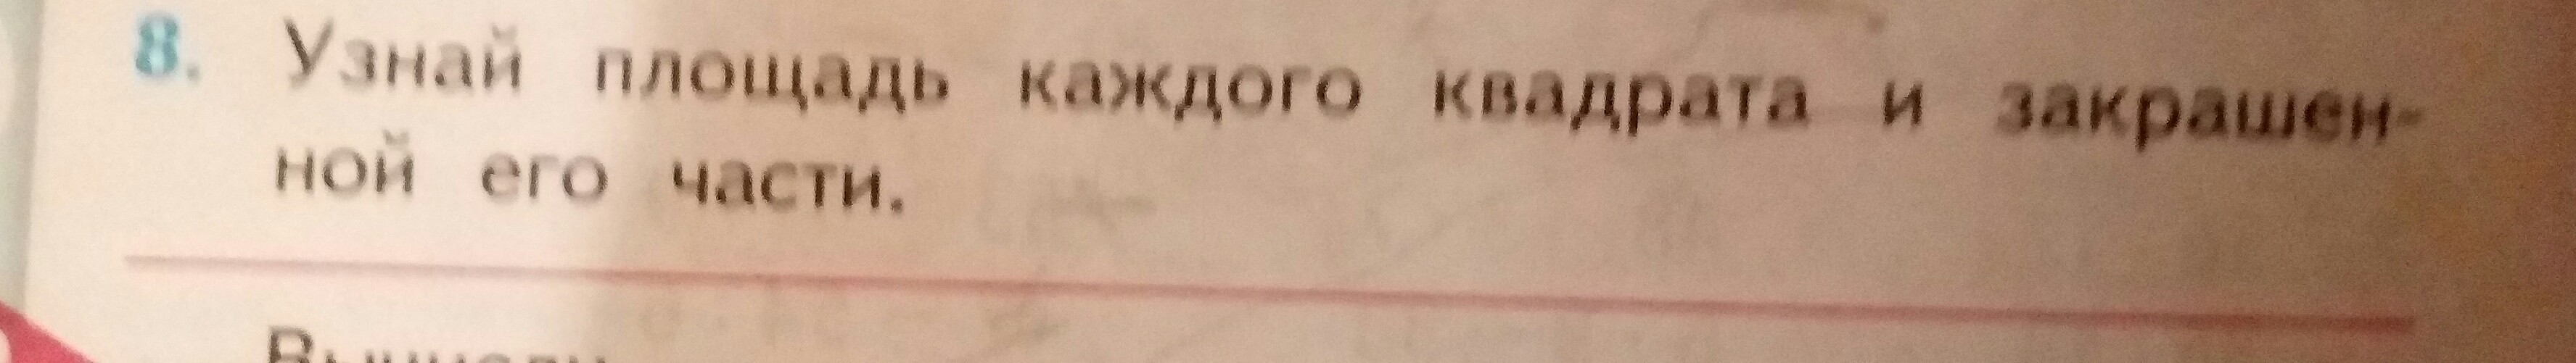 8. Узнай площадь каждого квадрата и закрашен-
ной его части.